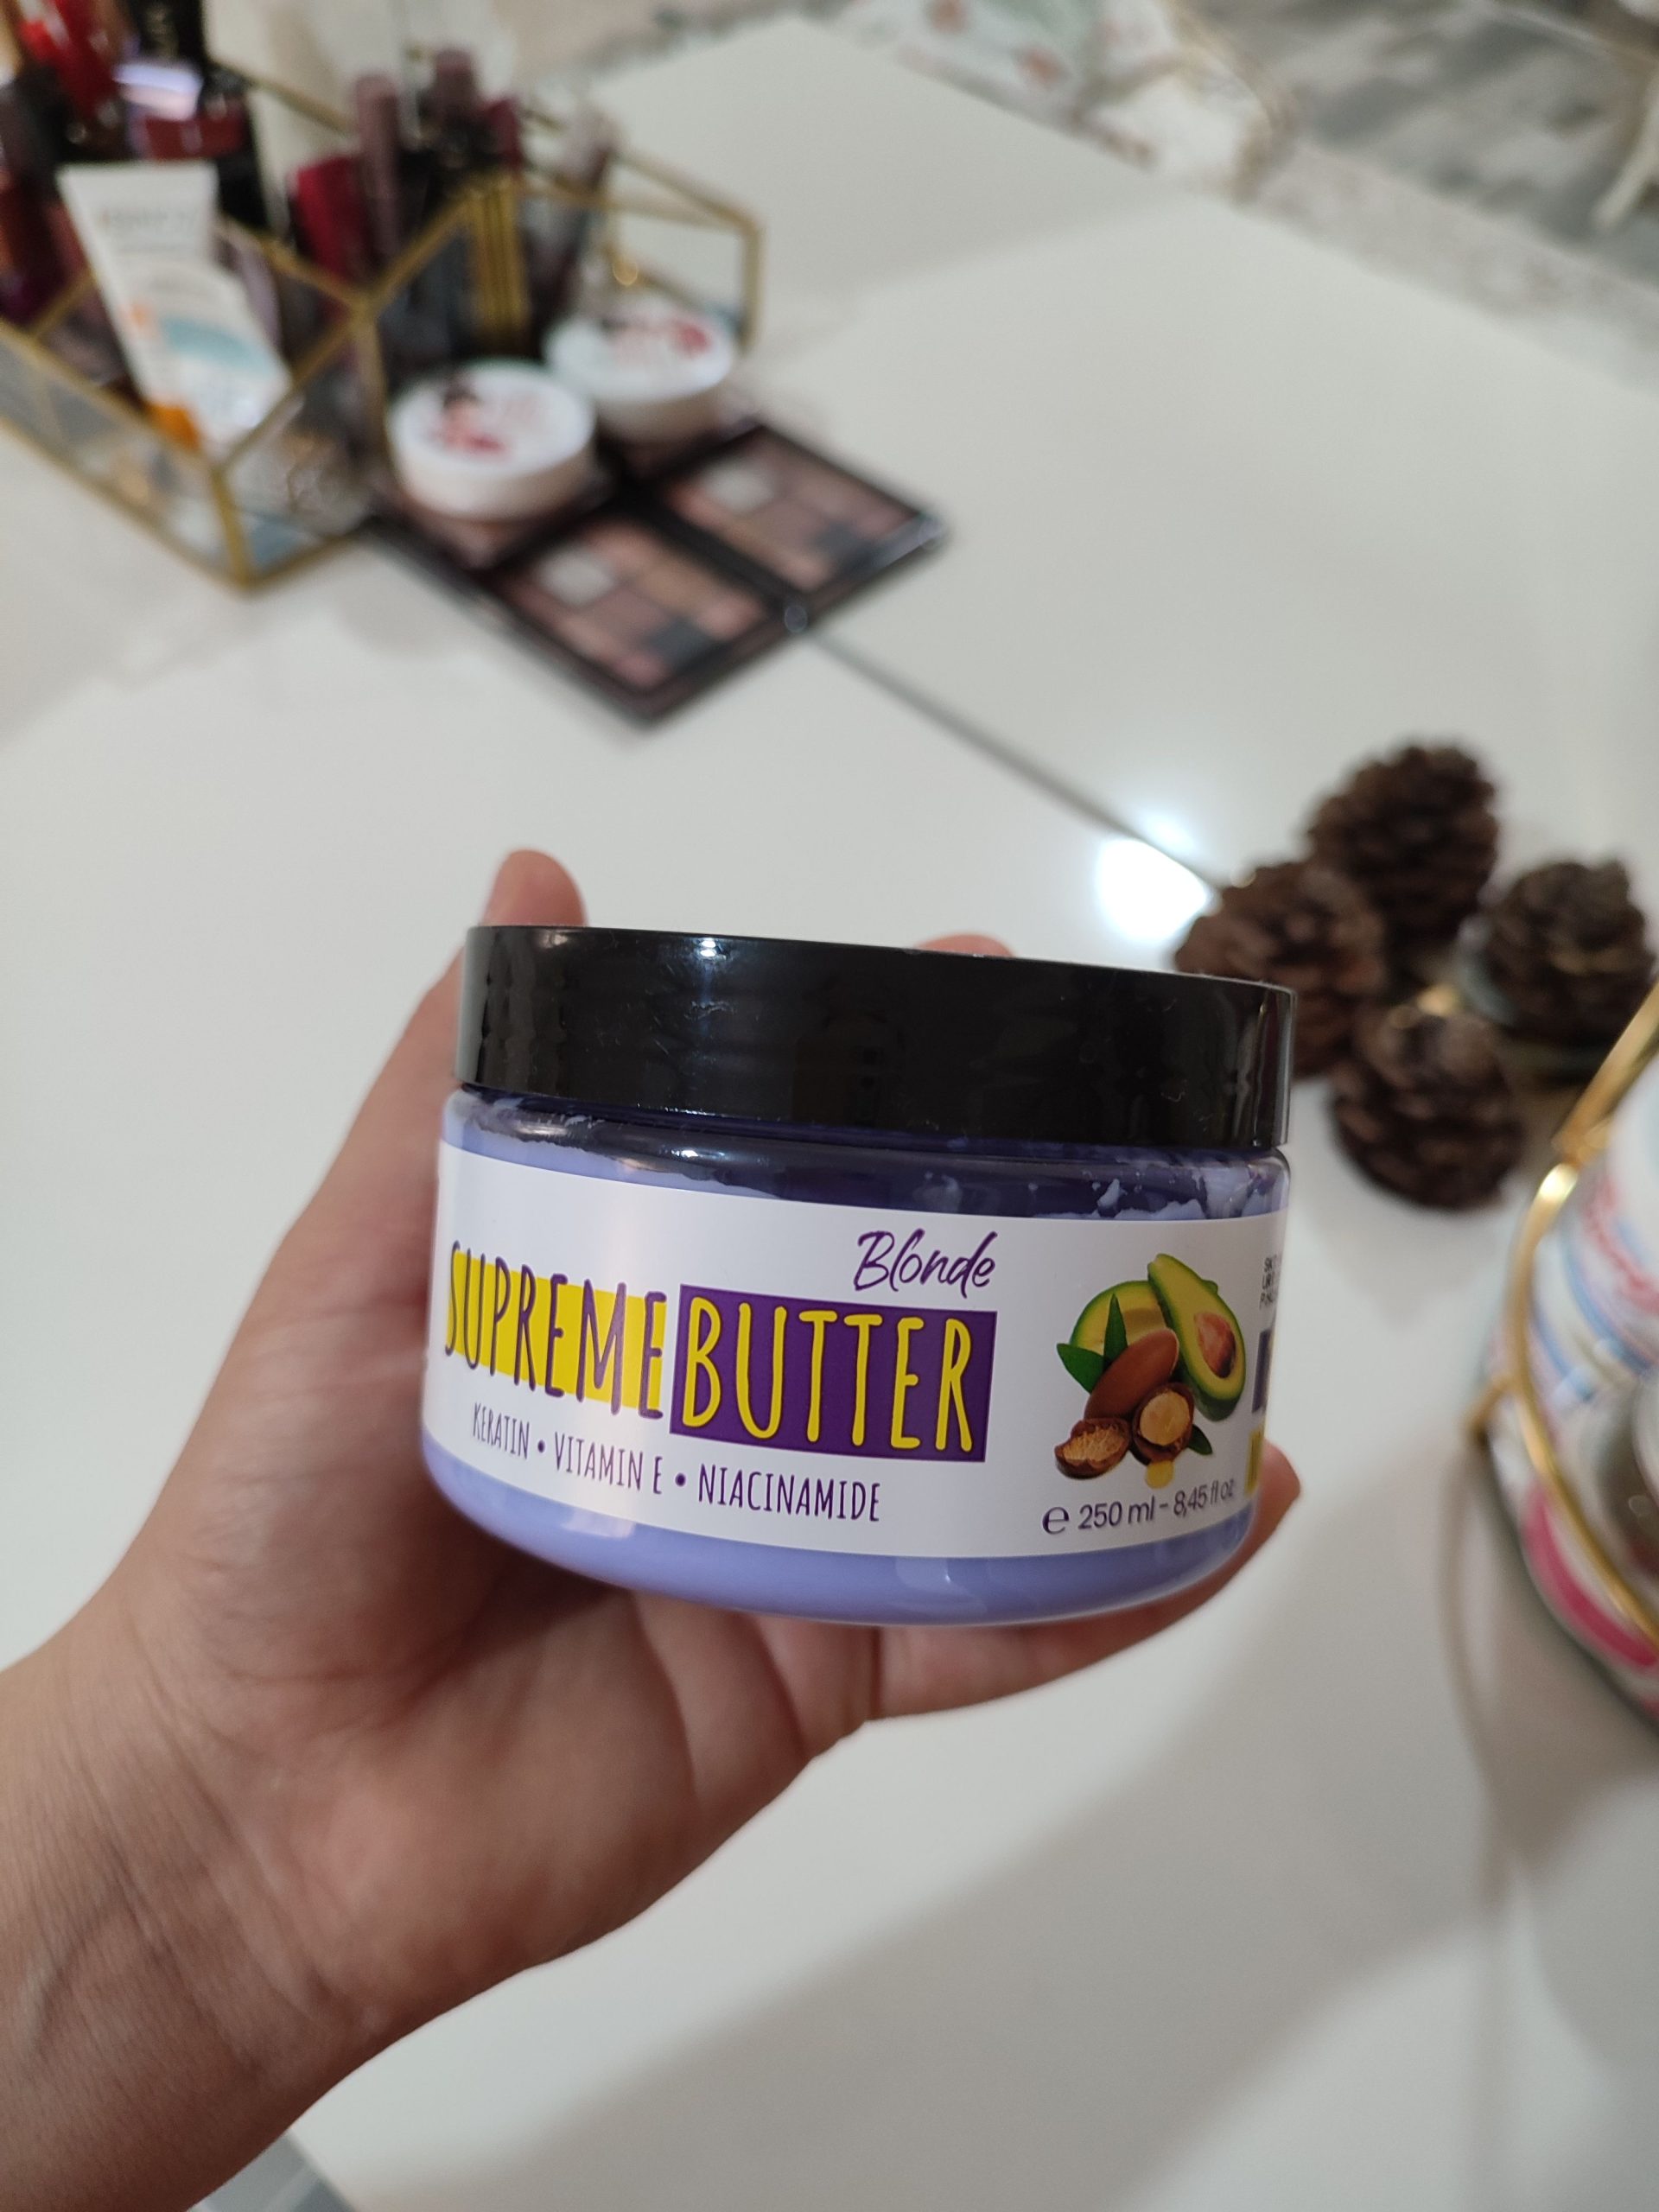 Blonde
SUPREME BUTTER
KERATIN • VITAMIN E • NIACINAMIDE
e 250 ml - 8,45 fl oz